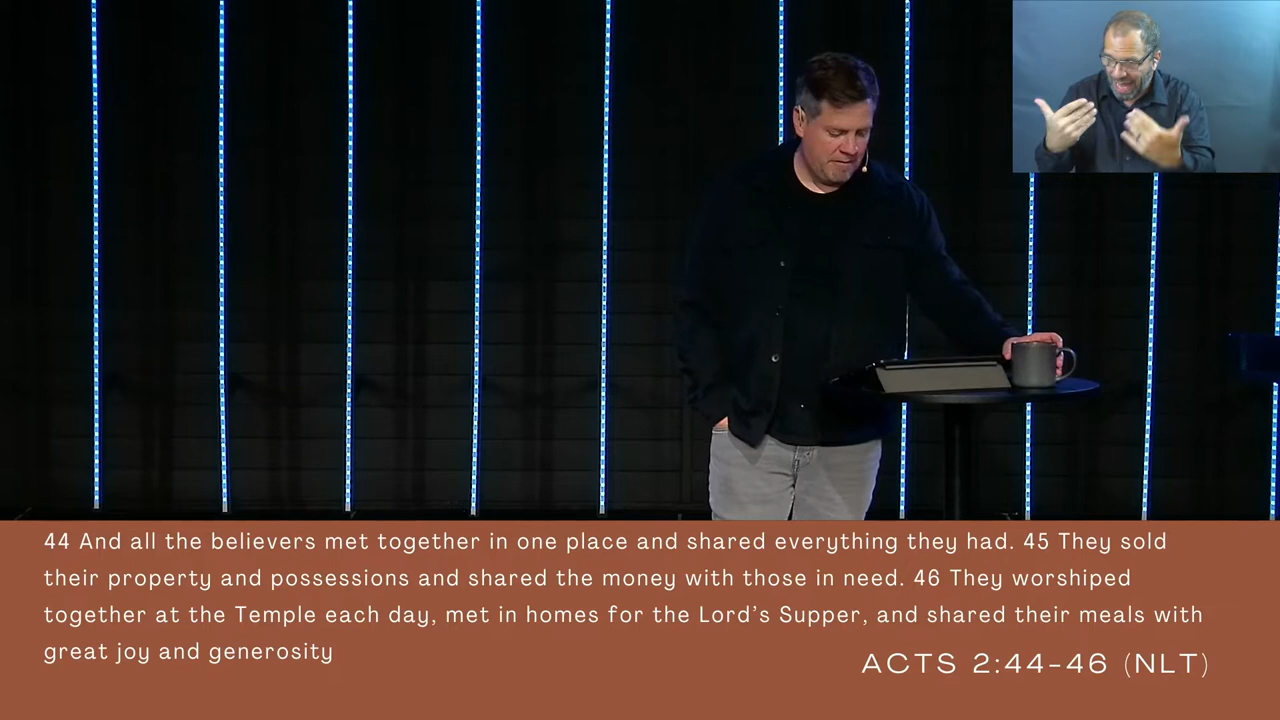 44 And all the believers met together in one place and shared everything they had. 45 They sold
their property and possessions and shared the money with those in need. 46 They worshiped
together at the Temple each day, met in homes for the Lord's Supper, and shared their meals with
great joy and generosity
ACTS 2:44-46 (NLT)